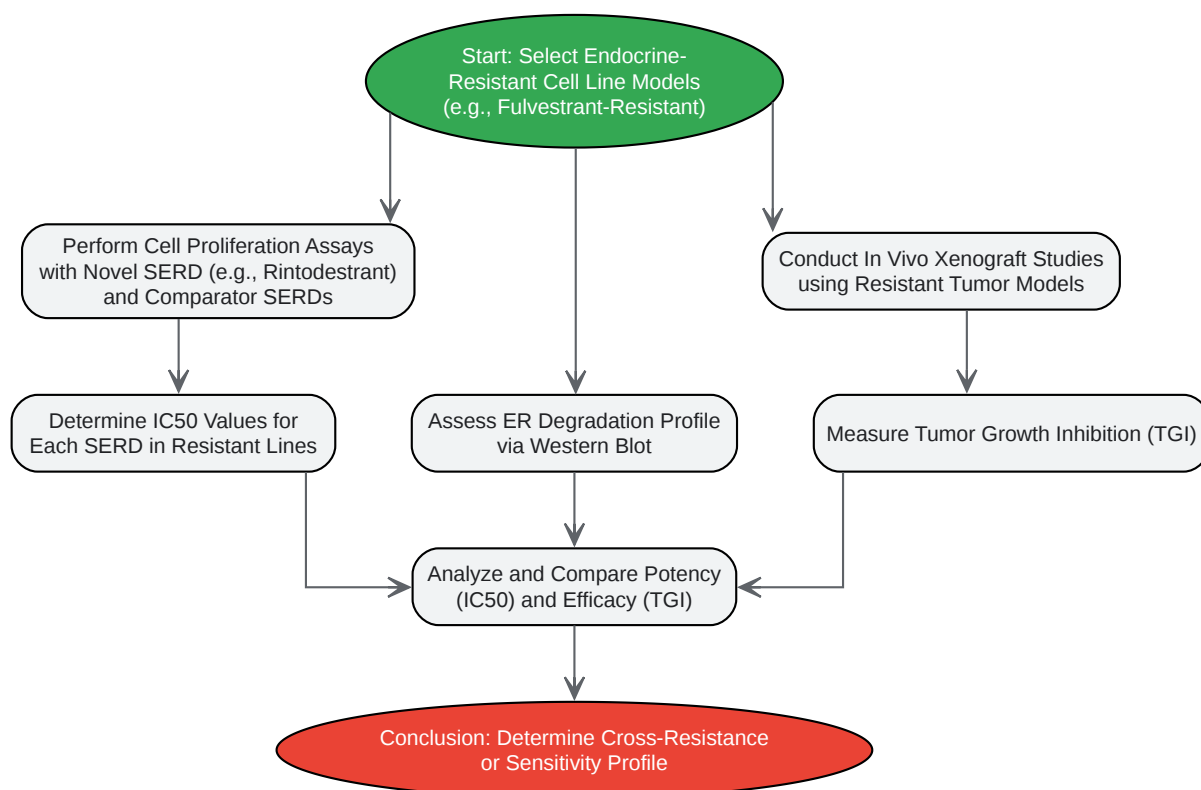 Start: Select Endocrine-
Resistant Cell Line Models
(e.g., Fulvestrant-Resistant)
Perform Cell Proliferation Assays
with Novel SERD (e.g., Rintodestrant)
and Comparator SERDs
Conduct In Vivo Xenograft Studies
using Resistant Tumor Models
Determine IC50 Values for
Each SERD in Resistant Lines
Assess ER Degradation Profile
via Western Blot
Measure Tumor Growth Inhibition (TGI)
Analyze and Compare Potency
(IC50) and Efficacy (TGI)
Conclusion: Determine Cross-Resistance
or Sensitivity Profile